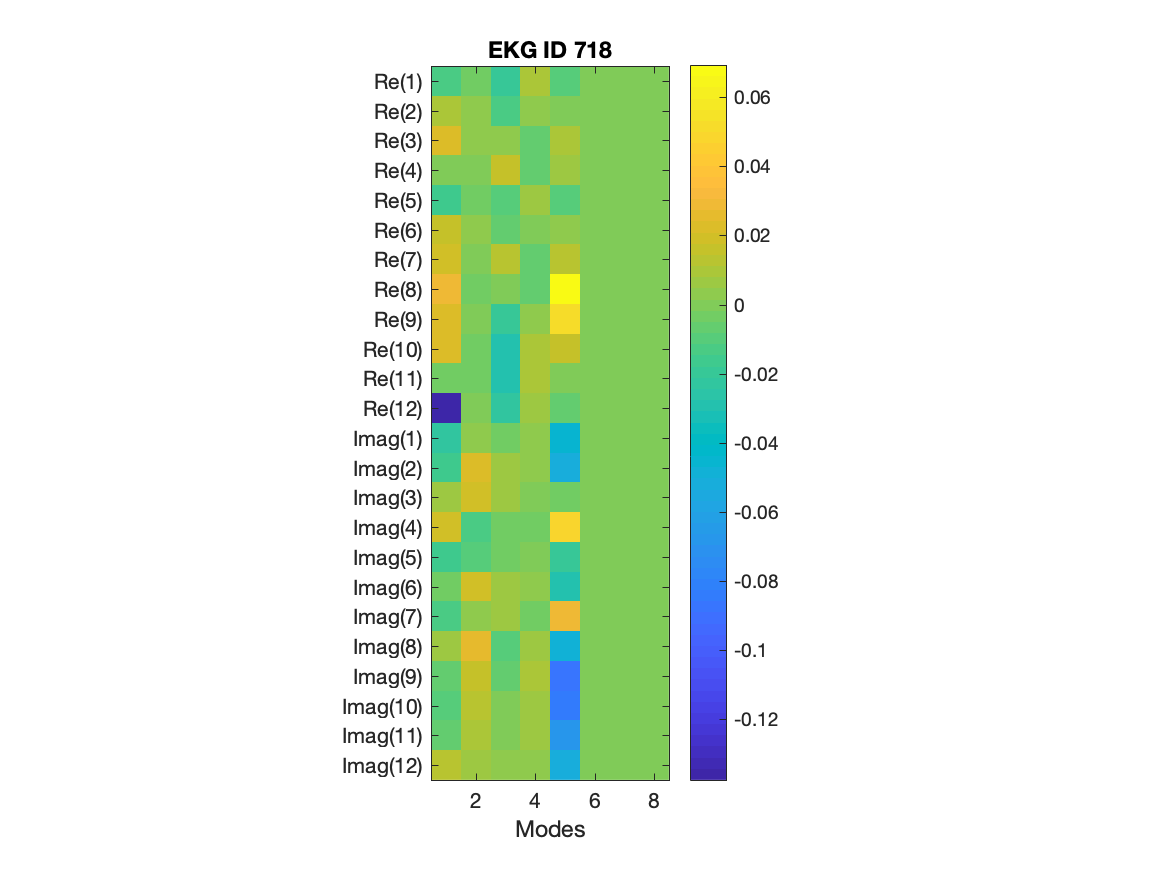 EKG ID 718
Re(1)
Re(2)
Re(3)
Re(4)
Re(5)
Re(6)
Re(7)
Re(8)
Re(9)
Re(10)
Re(11)
Re(12)
Imag(1)
Imag(2)
Imag(3)
Imag(4)
Imag(5)
Imag(6)
Imag(7)
Imag(8)
Imag(9)
Imag(10)
Imag(11)
Imag(12)
2 4 6 8
Modes
0.06
0.04
0.02
0
-0.02
-0.04
-0.06
-0.08
-0.1
-0.12